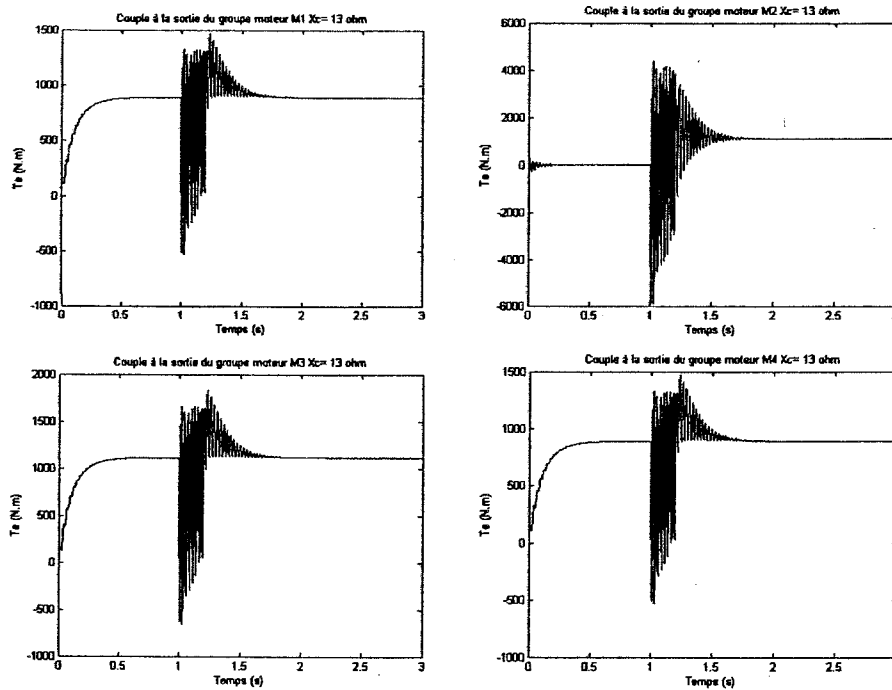 Couple à la sortie du groupe moteur M1 Xc= 13 ohm
1500
1000
500
0
-500
-1000
Te (N.m)
0 0.5 1 1.5 2 2.5 3
Temps (s)
Couple à la sortie du groupe moteur M2 Xc= 13 ohm
6000
4000
2000
0
-2000
-4000
6000
Te (N.m)
0 0.5 1 1.5 2 2.5
Temps (s)
Couple à la sortie du groupe moteur M3 Xc= 13 ohm
2000
1500
1000
500
0
-500
-1000
Te (N.m)
0 0.5 1 1.5 2 2.5 3
Temps (s)
Couple à la sortie du groupe moteur M4 Xc= 13 ohm
1500
1000
500
0
-500
-1000
Te (N.m)
0 0.5 1 1.5 2 2.5
Temps (s)